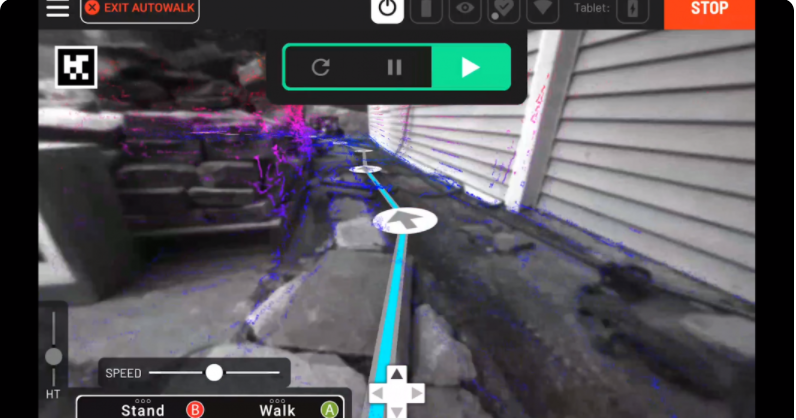 EXIT AUTOWALK
Tablet:
STOP
SPEED
HT
Stand B
Walk A